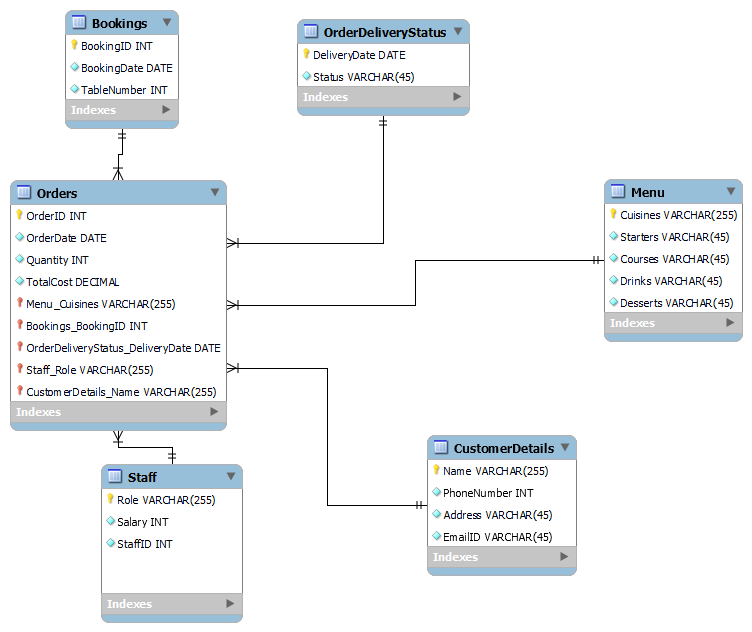 Bookings
BookingID INT
BookingDate DATE
TableNumber INT
Indexes
OrderDeliveryStatus
DeliveryDate DATE
Status VARCHAR(45)
Indexes
Orders
OrderID INT
OrderDate DATE
Quantity INT
TotalCost DECIMAL
Menu_Cuisines VARCHAR(255)
Bookings_BookingID INT
OrderDeliveryStatus_DeliveryDate DATE
Staff_Role VARCHAR(255)
CustomerDetails_Name VARCHAR(255)
Indexes
Menu
Cuisines VARCHAR(255)
Starters VARCHAR(45)
Courses VARCHAR(45)
Drinks VARCHAR(45)
Desserts VARCHAR(45)
Indexes
Staff
Role VARCHAR(255)
Salary INT
StaffID INT
Indexes
CustomerDetails
Name VARCHAR(255)
PhoneNumber INT
Address VARCHAR(45)
EmailID VARCHAR(45)
Indexes